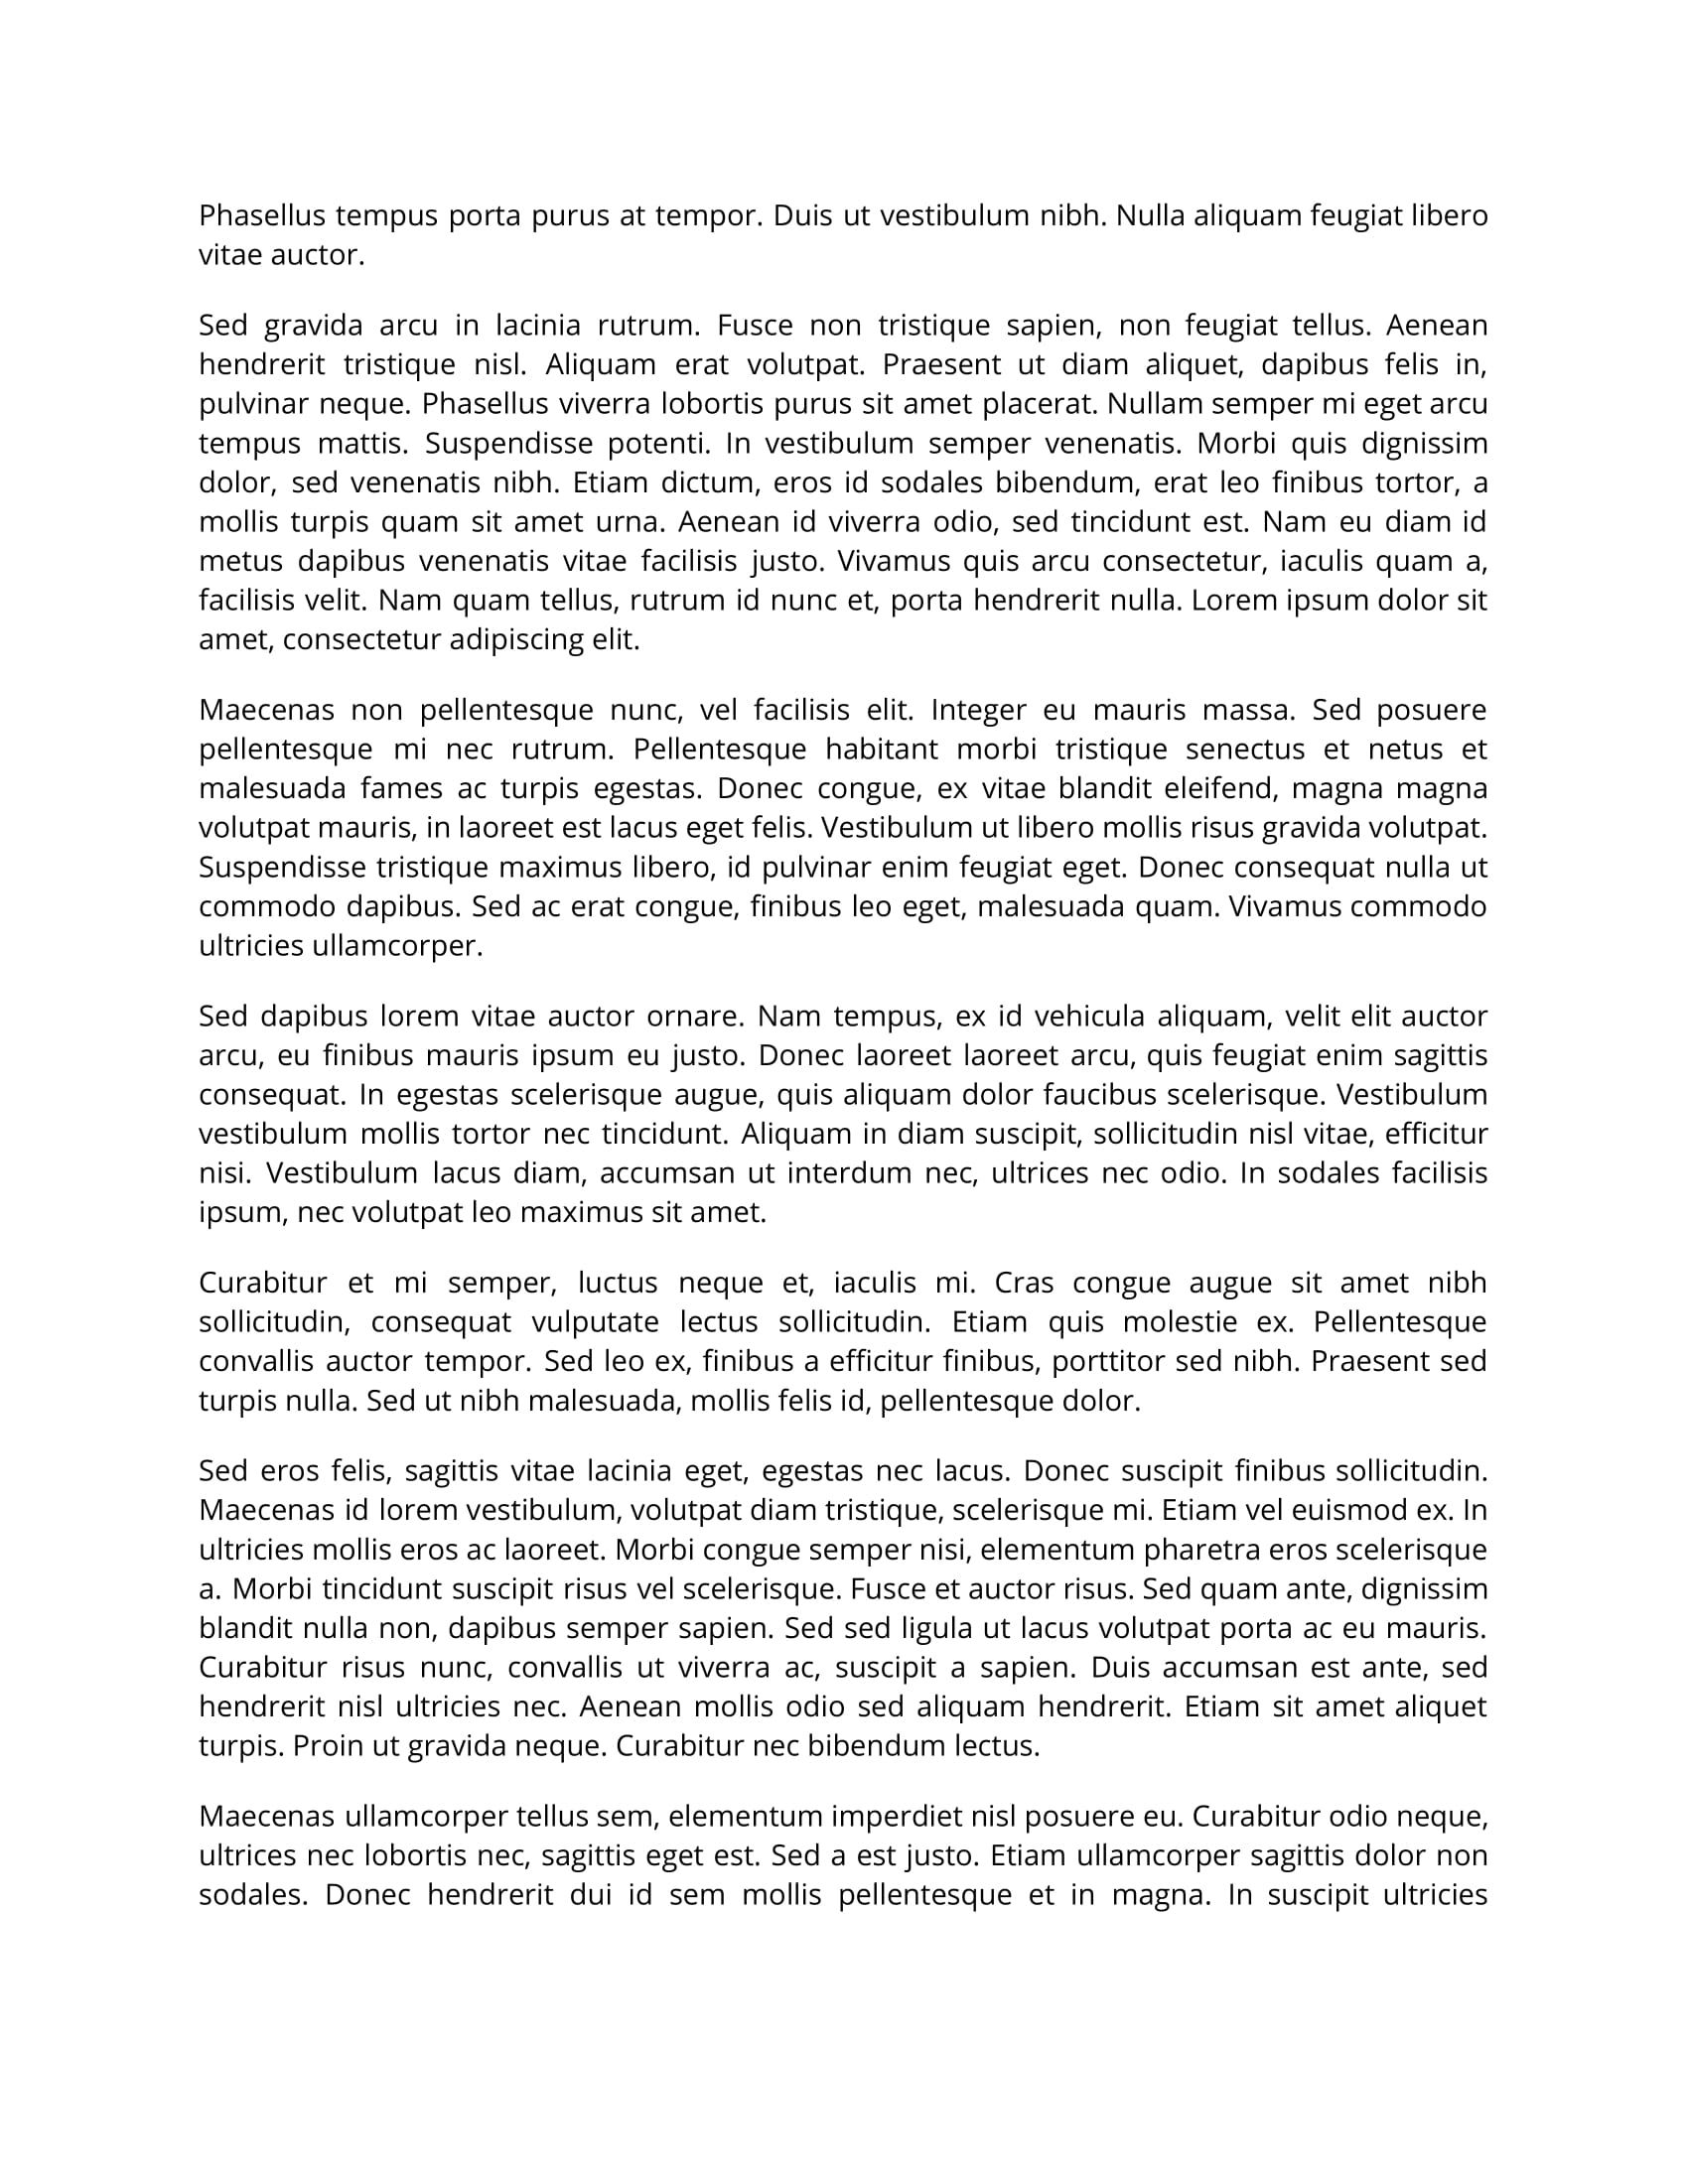 Phasellus tempus porta purus at tempor. Duis ut vestibulum nibh. Nulla aliquam feugiat libero
vitae auctor.
Sed gravida arcu in lacinia rutrum. Fusce non tristique sapien, non feugiat tellus. Aenean
hendrerit tristique nisl. Aliquam erat volutpat. Praesent ut diam aliquet, dapibus felis in,
pulvinar neque. Phasellus viverra lobortis purus sit amet placerat. Nullam semper mi eget arcu
tempus mattis. Suspendisse potenti. In vestibulum semper venenatis. Morbi quis dignissim
dolor, sed venenatis nibh. Etiam dictum, eros id sodales bibendum, erat leo finibus tortor, a
mollis turpis quam sit amet urna. Aenean id viverra odio, sed tincidunt est. Nam eu diam id
metus dapibus venenatis vitae facilisis justo. Vivamus quis arcu consectetur, iaculis quam a,
facilisis velit. Nam quam tellus, rutrum id nunc et, porta hendrerit nulla. Lorem ipsum dolor sit
amet, consectetur adipiscing elit.
Maecenas non pellentesque nunc, vel facilisis elit. Integer eu mauris massa. Sed posuere
pellentesque mi nec rutrum. Pellentesque habitant morbi tristique senectus et netus et
malesuada fames ac turpis egestas. Donec congue, ex vitae blandit eleifend, magna magna
volutpat mauris, in laoreet est lacus eget felis. Vestibulum ut libero mollis risus gravida volutpat.
Suspendisse tristique maximus libero, id pulvinar enim feugiat eget. Donec consequat nulla ut
commodo dapibus. Sed ac erat congue, finibus leo eget, malesuada quam. Vivamus commodo
ultricies ullamcorper.
Sed dapibus lorem vitae auctor ornare. Nam tempus, ex id vehicula aliquam, velit elit auctor
arcu, eu finibus mauris ipsum eu justo. Donec laoreet laoreet arcu, quis feugiat enim sagittis
consequat. In egestas scelerisque augue, quis aliquam dolor faucibus scelerisque. Vestibulum
vestibulum mollis tortor nec tincidunt. Aliquam in diam suscipit, sollicitudin nisl vitae, efficitur
nisi. Vestibulum lacus diam, accumsan ut interdum nec, ultrices nec odio. In sodales facilisis
ipsum, nec volutpat leo maximus sit amet.
Curabitur et mi semper, luctus neque et, iaculis mi. Cras congue augue sit amet nibh
sollicitudin, consequat vulputate lectus sollicitudin. Etiam quis molestie ex. Pellentesque
convallis auctor tempor. Sed leo ex, finibus a efficitur finibus, porttitor sed nibh. Praesent sed
turpis nulla. Sed ut nibh malesuada, mollis felis id, pellentesque dolor.
Sed eros felis, sagittis vitae lacinia eget, egestas nec lacus. Donec suscipit finibus sollicitudin.
Maecenas id lorem vestibulum, volutpat diam tristique, scelerisque mi. Etiam vel euismod ex. In
ultricies mollis eros ac laoreet. Morbi congue semper nisi, elementum pharetra eros scelerisque
a. Morbi tincidunt suscipit risus vel scelerisque. Fusce et auctor risus. Sed quam ante, dignissim
blandit nulla non, dapibus semper sapien. Sed sed ligula ut lacus volutpat porta ac eu mauris.
Curabitur risus nunc, convallis ut viverra ac, suscipit a sapien. Duis accumsan est ante, sed
hendrerit nisl ultricies nec. Aenean mollis odio sed aliquam hendrerit. Etiam sit amet aliquet
turpis. Proin ut gravida neque. Curabitur nec bibendum lectus.
Maecenas ullamcorper tellus sem, elementum imperdiet nisl posuere eu. Curabitur odio neque,
ultrices nec lobortis nec, sagittis eget est. Sed a est justo. Etiam ullamcorper sagittis dolor non
sodales. Donec hendrerit dui id sem mollis pellentesque et in magna. In suscipit ultricies